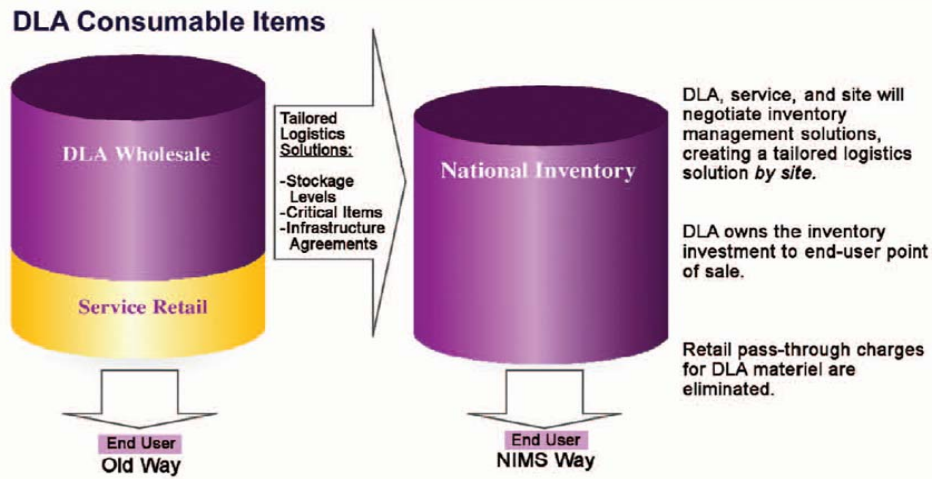 DLA Consumable Items
DLA Wholesale
Service Retail
End User
Old Way
Tailored
Logistics
Solutions:
-Stockage
Levels
-Critical Items
-Infrastructure
Agreements
National Inventory
End User
NIMS Way
DLA, service, and site will
negotiate inventory
management solutions,
creating a tailored logistics
solution by site.
DLA owns the inventory
investment to end-user point
of sale.
Retail pass-through charges
for DLA materiel are
eliminated.